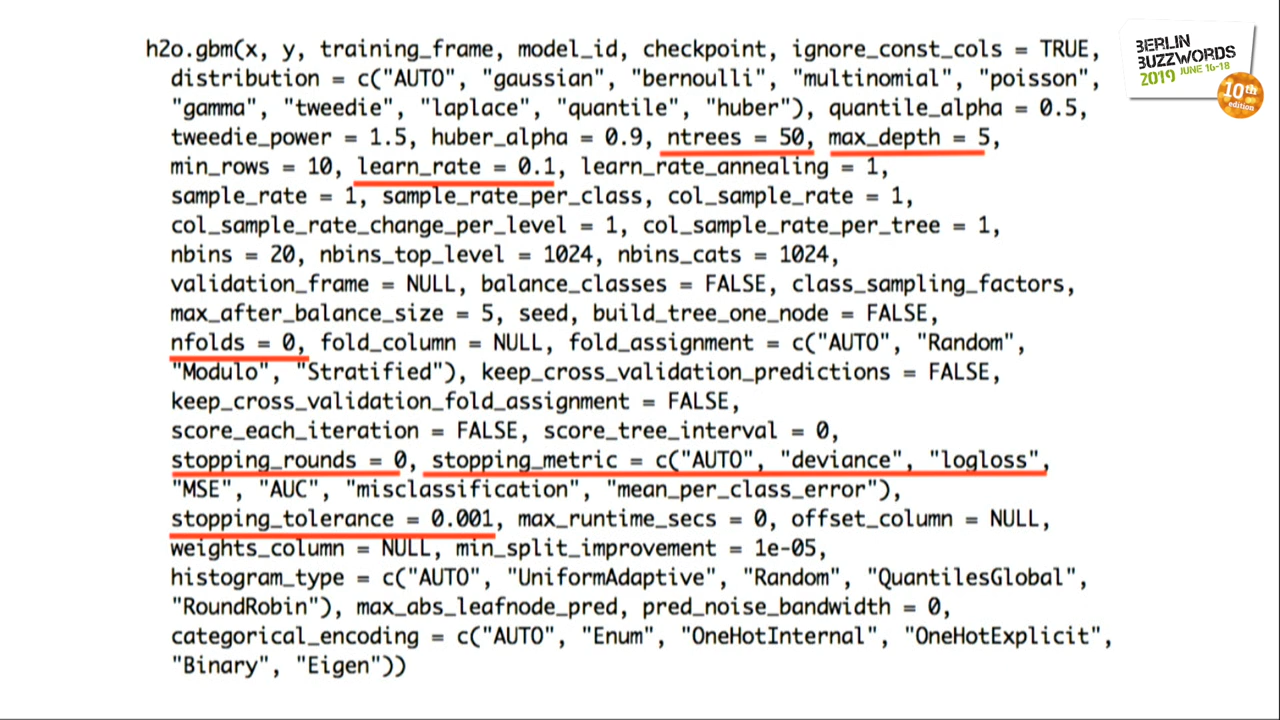 h2o.gbm(x, y, training_frame, model_id, checkpoint, ignore_const_cols = TRUE,
distribution = c("AUTO", "gaussian", "bernoulli", "multinomial", "poisson",
"gamma", "tweedie", "laplace", "quantile", "huber"), quantile_alpha = 0.5,
tweedie_power = 1.5, huber_alpha = 0.9, ntrees = 50, max_depth = 5,
min_rows = 10, learn_rate = 0.1, learn_rate_annealing = 1,
sample_rate = 1, sample_rate_per_class, col_sample_rate = 1,
col_sample_rate_change_per_level = 1, col_sample_rate_per_tree = 1,
nbins = 20, nbins_top_level = 1024, nbins_cats = 1024,
validation_frame = NULL, balance_classes = FALSE, class_sampling_factors,
max_after_balance_size = 5, seed, build_tree_one_node = FALSE,
nfolds = 0, fold_column = NULL, fold_assignment = c("AUTO", "Random",
"Modulo", "Stratified"), keep_cross_validation_predictions = FALSE,
keep_cross_validation_fold_assignment = FALSE,
score_each_iteration = FALSE, score_tree_interval = 0,
stopping_rounds = 0, stopping_metric = c("AUTO", "deviance", "logloss",
"MSE", "AUC", "misclassification", "mean_per_class_error"),
stopping_tolerance = 0.001, max_runtime_secs = 0, offset_column = NULL,
weights_column = NULL, min_split_improvement = 1e-05,
histogram_type = c("AUTO", "UniformAdaptive", "Random", "QuantilesGlobal",
"RoundRobin"), max_abs_leafnode_pred, pred_noise_bandwidth = 0,
categorical_encoding = c("AUTO", "Enum", "OneHotInternal", "OneHotExplicit",
"Binary", "Eigen"))
BERLIN
BUZZWORDS
2019 JUNE 16-18
10th
edition